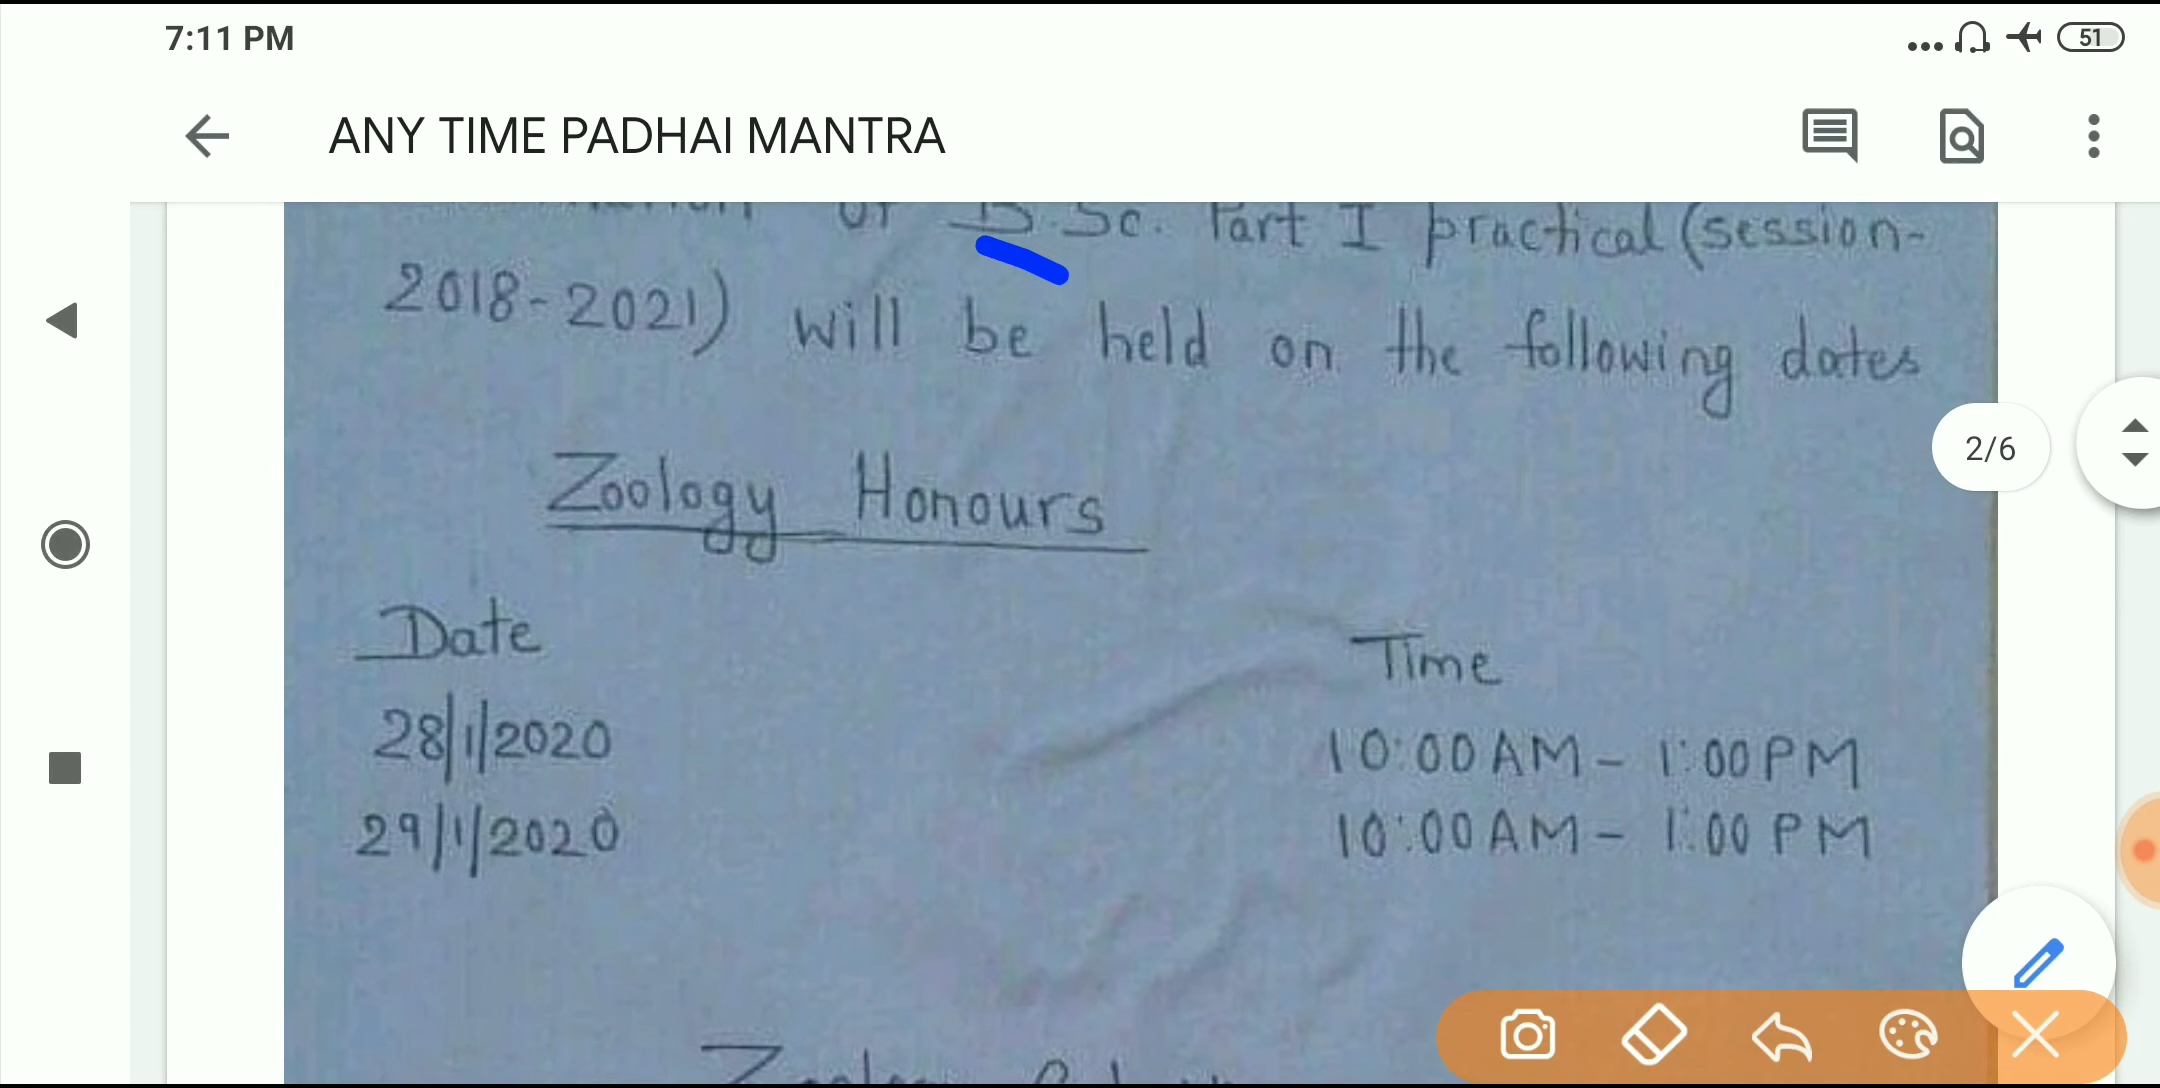 7:11 PM
51
ANY TIME PADHAI MANTRA
of B.Sc. Part I practical (session-
2018-2021) will be held on the following dates
2/6
Zoology Honours
Date Time
28/1/2020 10:00 AM - 1:00 PM
29/1/2020 10:00 AM - 1:00 PM
Zoology